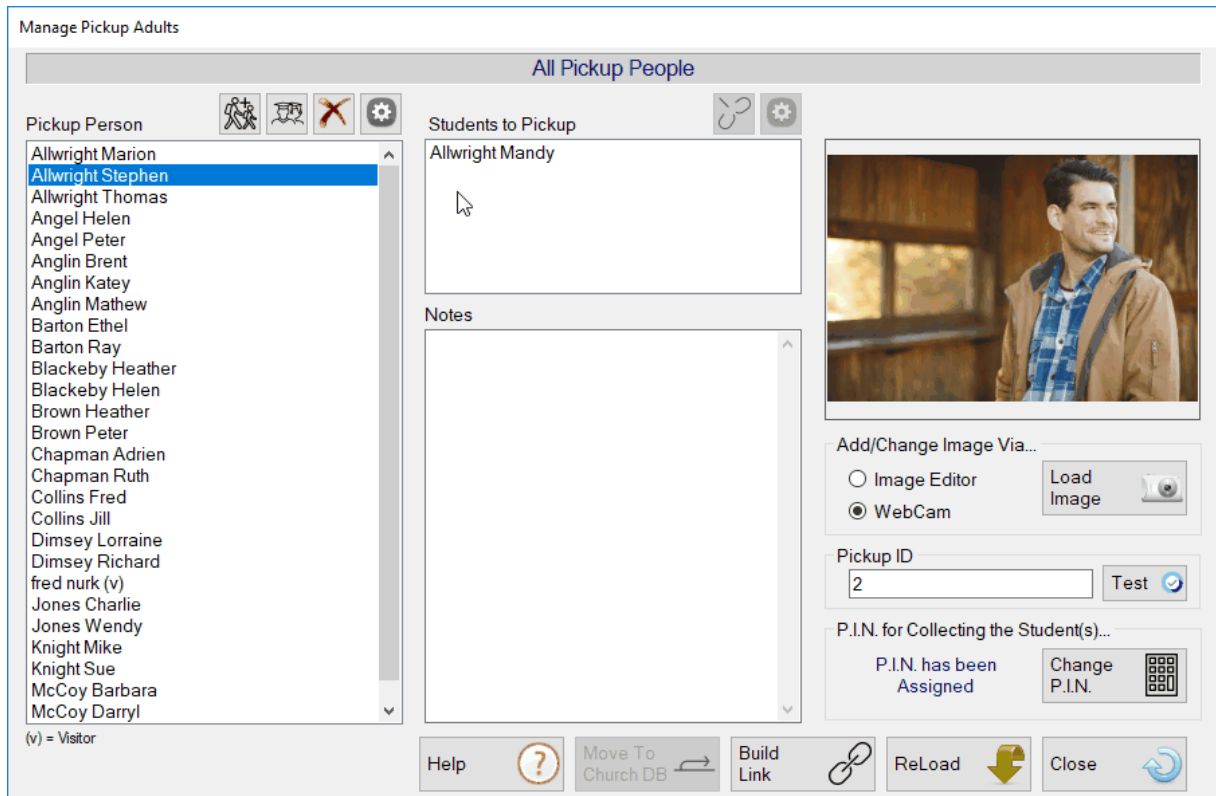 Manage Pickup Adults
All Pickup People
Pickup Person
Allwright Marion
Allwright Stephen
Allwright Thomas
Angel Helen
Angel Peter
Anglin Brent
Anglin Katey
Anglin Mathew
Barton Ethel
Barton Ray
Blackeby Heather
Blackeby Helen
Brown Heather
Brown Peter
Chapman Adrien
Chapman Ruth
Collins Fred
Collins Jill
Dimsey Lorraine
Dimsey Richard
fred nurk (v)
Jones Charlie
Jones Wendy
Knight Mike
Knight Sue
McCoy Barbara
McCoy Darryl
(v) = Visitor
Students to Pickup
Allwright Mandy
Notes
Add/Change Image Via...
Image Editor
WebCam
Load
Image
Pickup ID
2
Test
P.I.N. for Collecting the Student(s)...
P.I.N. has been
Assigned
Change
P.I.N.
Help
Move To
Church DB
Build
Link
ReLoad
Close